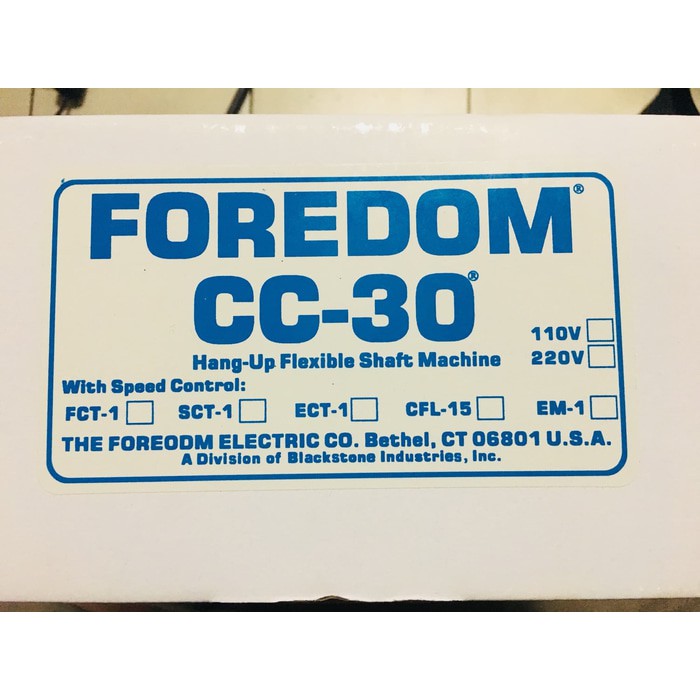 FOREDOM®
CC-30®
Hang-Up Flexible Shaft Machine
110V
220V
With Speed Control:
FCT-1 SCT-1 ECT-1 CFL-15 EM-1
THE FOREODM ELECTRIC CO. Bethel, CT 06801 U.S.A.
A Division of Blackstone Industries, Inc.